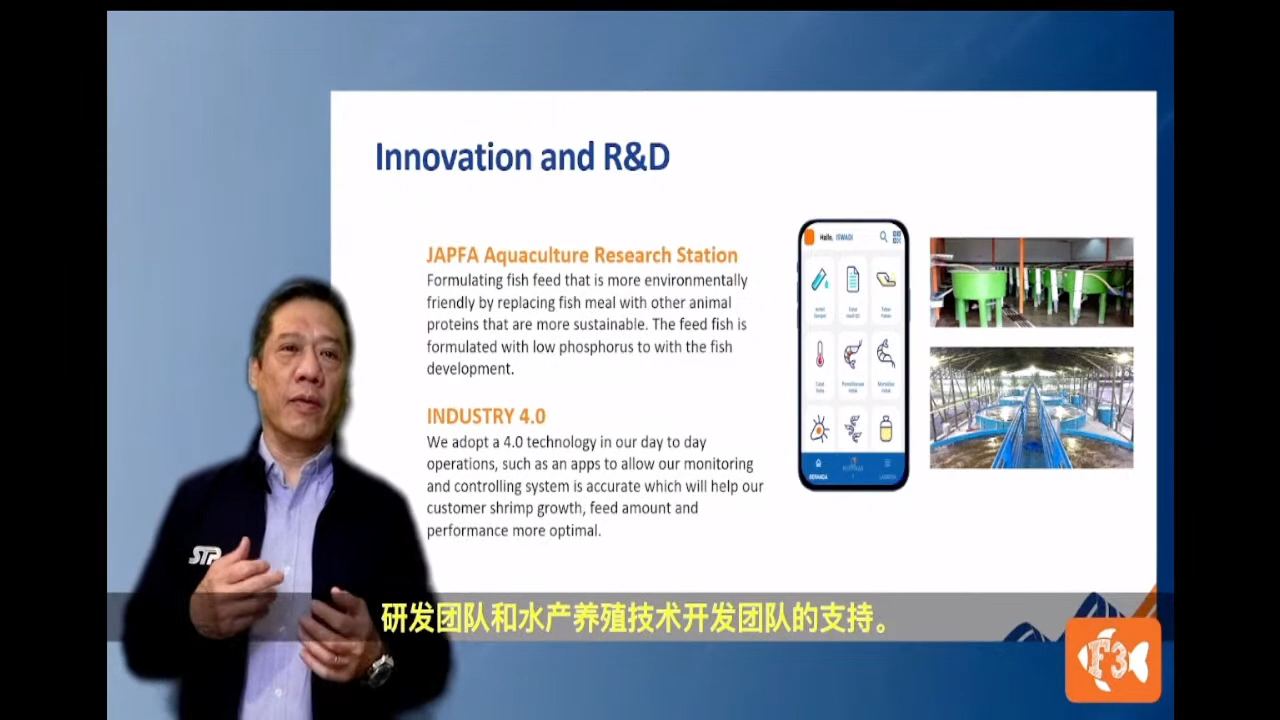 Innovation and R&D
JAPFA Aquaculture Research Station
Formulating fish feed that is more environmentally
friendly by replacing fish meal with other animal
proteins that are more sustainable. The feed fish is
formulated with low phosphorus to with the fish
development.
INDUSTRY 4.0
We adopt a 4.0 technology in our day to day
operations, such as an apps to allow our monitoring
and controlling system is accurate which will help our
customer shrimp growth, feed amount and
performance more optimal.
Hallo, ISWADI
BERANDA
STP
研发团队和水产养殖技术开发团队的支持。
F3